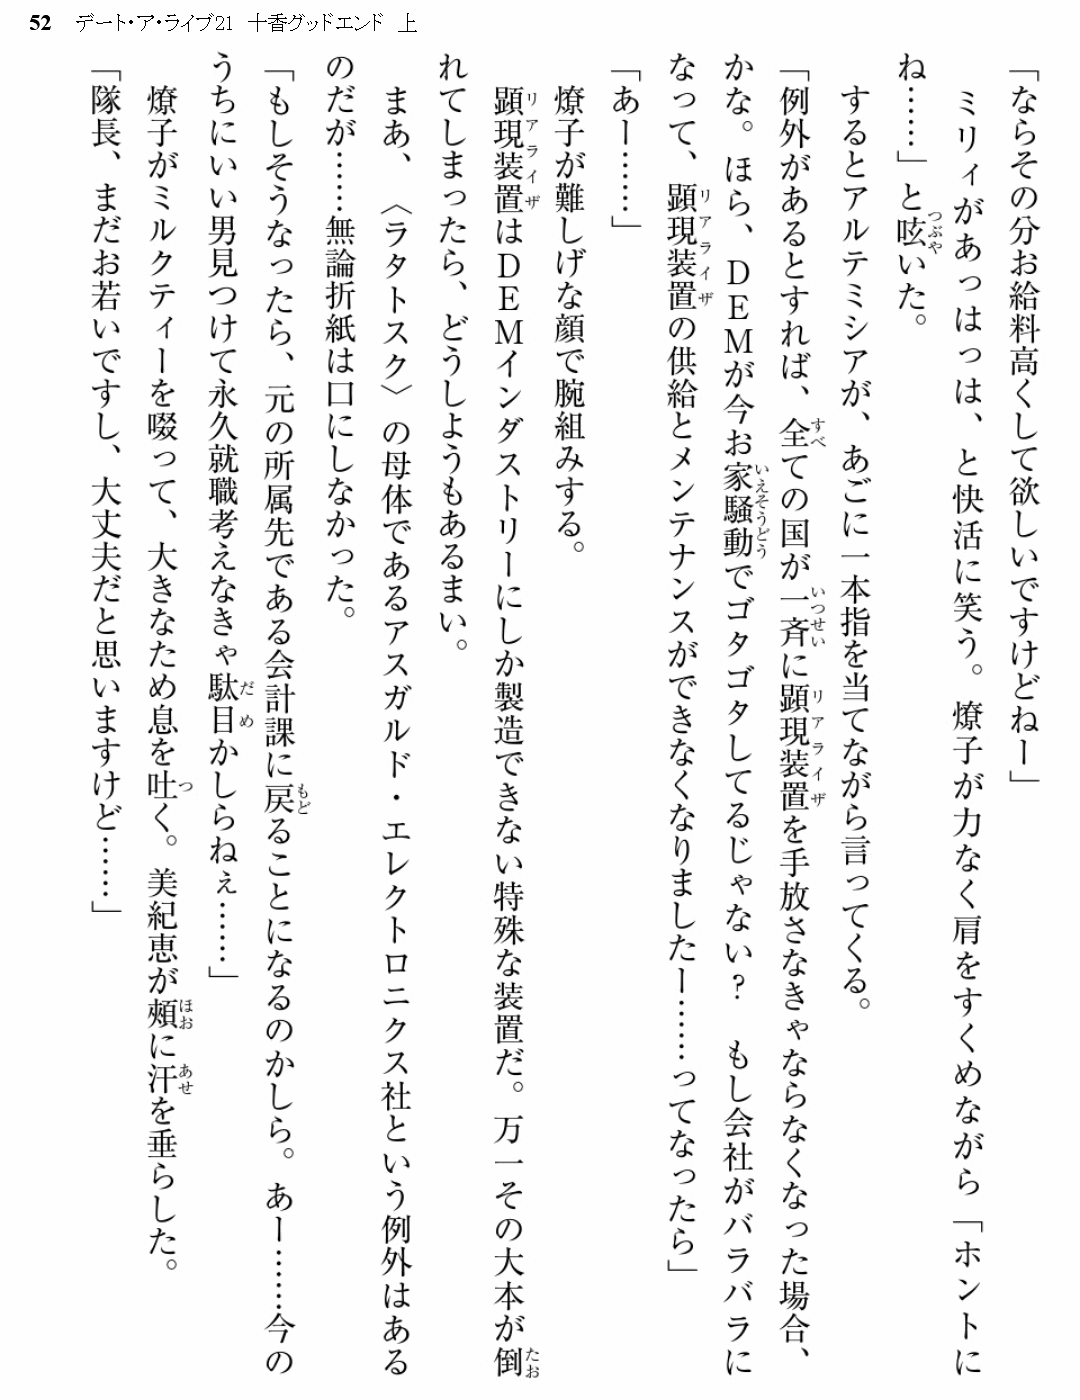 52 デート・ア・ライブ21 十香グッドエンド 上
「ならその分お給料高くして欲しいですけどねー」
ミリィがあっはっは、と快活に笑う。燎子が力なく肩をすくめながら「ホントに
ね……」と呟いた。
するとアルテミシアが、あごに一本指を当てながら言ってくる。
「例外があるとすれば、全ての国が一斉に顕現装置を手放さなきゃならなくなった場合、
かな。ほら、DEMが今お家騒動でゴタゴタしてるじゃない? もし会社がバラバラに
なって、顕現装置の供給とメンテナンスができなくなりましたー……ってなったら」
「あー……」
燎子が難しげな顔で腕組みする。
顕現装置はDEMインダストリーにしか製造できない特殊な装置だ。万一その大本が倒
れてしまったら、どうしようもあるまい。
まあ、〈ラタトスク〉の母体であるアスガルド・エレクトロニクス社という例外はある
のだが……無論折紙は口にしなかった。
「もしそうなったら、元の所属先である会計課に戻ることになるのかしら。あー……今の
うちにいい男見つけて永久就職考えなきゃ駄目かしらねぇ……」
燎子がミルクティーを啜って、大きなため息を吐く。美紀恵が頰に汗を垂らした。
「隊長、まだお若いですし、大丈夫だと思いますけど……」